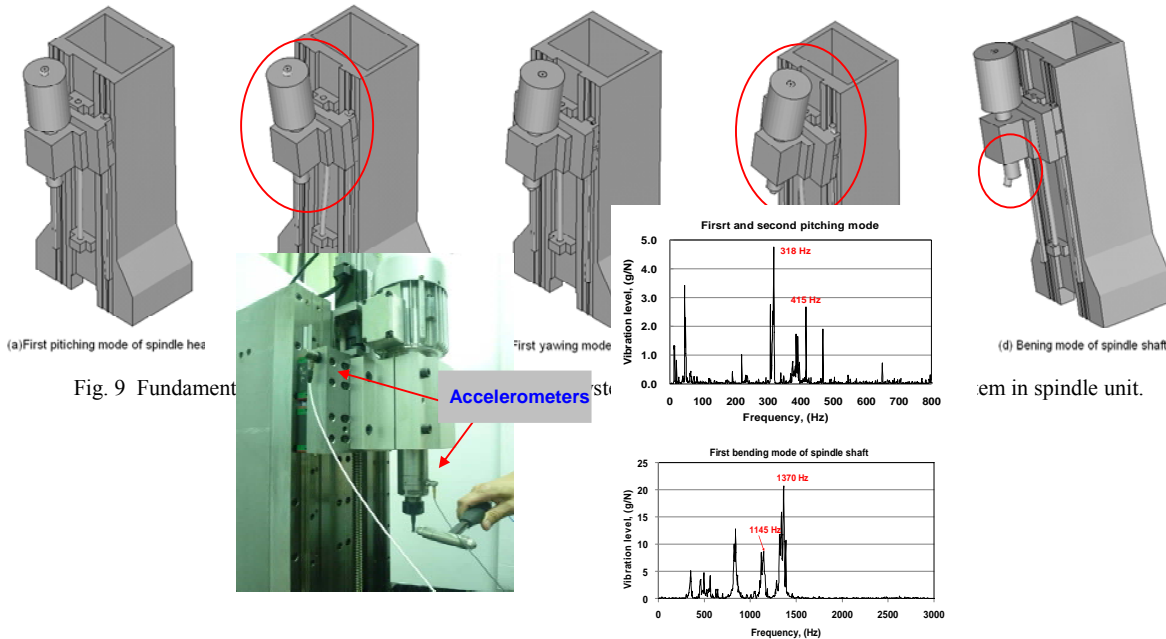 (a)First pitiching mode of spindle hea
First yawing mode
(d) Bening mode of spindle shaft
Fig. 9 Fundament
em in spindle unit.
Accelerometers
Firsrt and second pitching mode
Vibration level, (g/N)
5.0
4.0
3.0
2.0
1.0
0.0
318 Hz
415 Hz
0 100 200 300 400 500 600 700 800
Frequency, (Hz)
First bending mode of spindle shaft
Vibration level, (g/N)
25
20
15
10
5
0
1370 Hz
1145 Hz
0 500 1000 1500 2000 2500 3000
Frequency, (Hz)